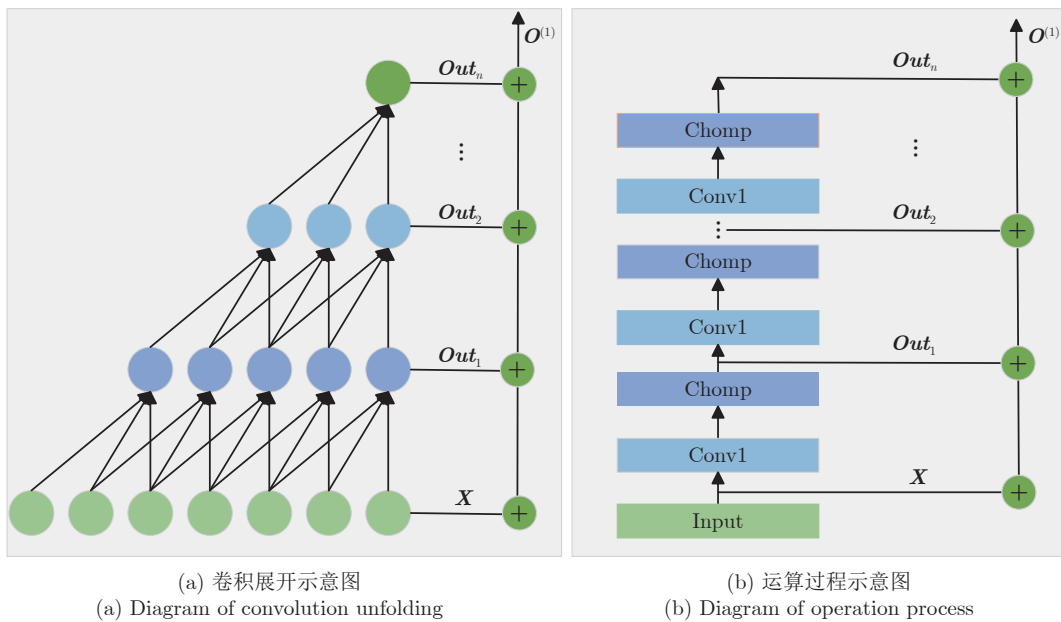 O(1)
Outₙ
⋮
Out₂
Out₁
X
(a) 卷积展开示意图
(a) Diagram of convolution unfolding
O(1)
Outₙ
Chomp
⋮
Conv1
Out₂
⋮
Chomp
Conv1
Out₁
Chomp
Conv1
X
Input
(b) 运算过程示意图
(b) Diagram of operation process